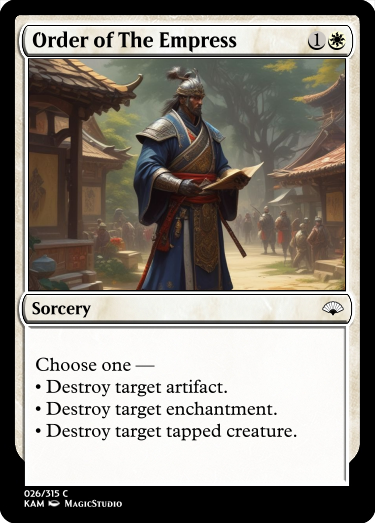 Order of The Empress 1
Sorcery
Choose one —
• Destroy target artifact.
• Destroy target enchantment.
• Destroy target tapped creature.
026/315 C
KAM MagicStudio